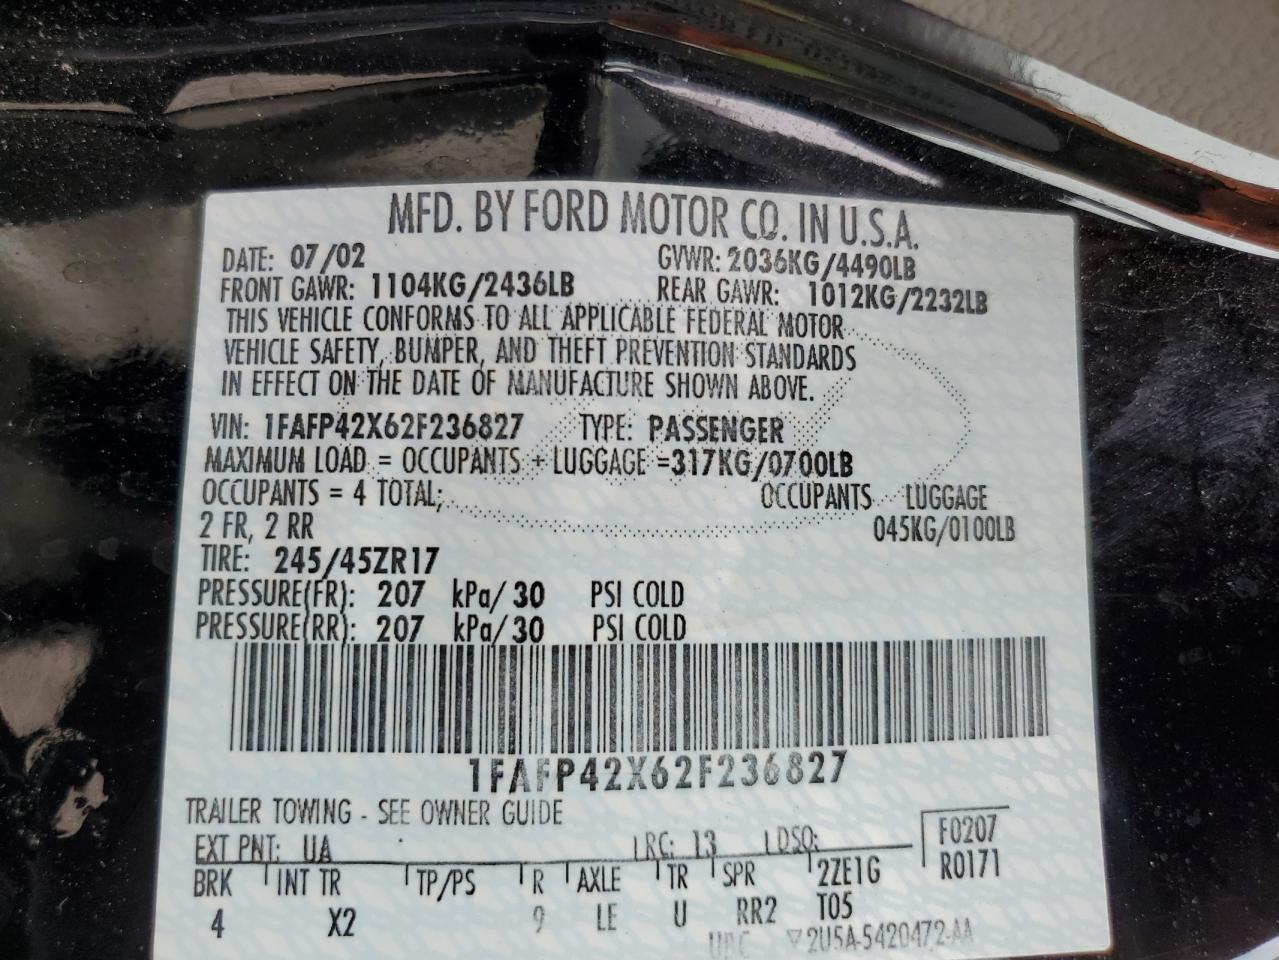 MFD. BY FORD MOTOR CO. IN U.S.A.
DATE: 07/02 GVWR: 2036KG/4490LB
FRONT GAWR: 1104KG/2436LB REAR GAWR: 1012KG/2232LB
THIS VEHICLE CONFORMS TO ALL APPLICABLE FEDERAL MOTOR
VEHICLE SAFETY, BUMPER, AND THEFT PREVENTION STANDARDS
IN EFFECT ON THE DATE OF MANUFACTURE SHOWN ABOVE.
VIN: 1FAFP42X62F236827 TYPE: PASSENGER
MAXIMUM LOAD = OCCUPANTS + LUGGAGE =317KG/0700LB
OCCUPANTS = 4 TOTAL; OCCUPANTS LUGGAGE
2 FR, 2 RR 045KG/0100LB
TIRE: 245/45ZR17
PRESSURE(FR): 207 kPa/30 PSI COLD
PRESSURE(RR): 207 kPa/30 PSI COLD
1FAFP42X62F236827
TRAILER TOWING - SEE OWNER GUIDE
EXT PNT: UA RC: 13 DSO: F0207
BRK INT TR TP/PS R AXLE TR SPR 2ZE1G R0171
4 X2 9 LE U RR2 T05
UBC ▽2U5A-5420472-AA